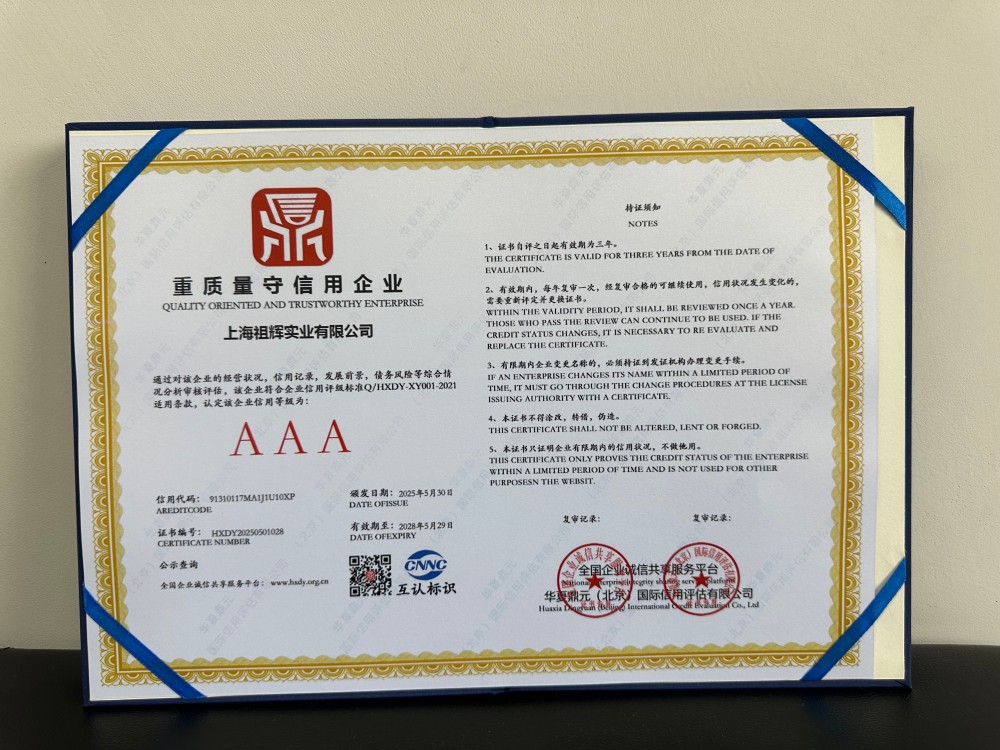 重质量守信用企业
QUALITY ORIENTED AND TRUSTWORTHY ENTERPRISE
上海祖辉实业有限公司
通过对该企业的经营状况，信用记录，发展前景，债务风险等综合情
况分析审核评估，该企业符合企业信用评级标准Q/HXDY-XY001-2021
适用条款，认定该企业信用等级为：
AAA
信用代码： 91310117MA1J1U10XP
AREDITCODE
颁发日期：2025年5月30日
DATE OFISSUE
证书编号： HXDY20250501028
CERTIFICATE NUMBER
有效期至：2028年5月29日
DATE OFEXPIRY
公示查询
全国企业诚信共享服务平台： www.hxdy.org.cn
CNNC
互认标识
持证须知
NOTES
1、证书自评之日起有效期为三年。
THE CERTIFICATE IS VALID FOR THREE YEARS FROM THE DATE OF
EVALUATION.
2、有效期内，每年复审一次，经复审合格的可继续使用，信用状况发生变化的，
需要重新评定并更换证书。
WITHIN THE VALIDITY PERIOD, IT SHALL BE REVIEWED ONCE A YEAR.
THOSE WHO PASS THE REVIEW CAN CONTINUE TO BE USED. IF THE
CREDIT STATUS CHANGES, IT IS NECESSARY TO RE EVALUATE AND
REPLACE THE CERTIFICATE.
3、有限期内企业变更名称的，必须持证到发证机构办理变更手续。
IF AN ENTERPRISE CHANGES ITS NAME WITHIN A LIMITED PERIOD OF
TIME, IT MUST GO THROUGH THE CHANGE PROCEDURES AT THE LICENSE
ISSUING AUTHORITY WITH A CERTIFICATE.
4、本证书不得涂改，转借，伪造。
THIS CERTIFICATE SHALL NOT BE ALTERED, LENT OR FORGED.
5、本证书只证明企业有限期内的信用状况，不做他用。
THIS CERTIFICATE ONLY PROVES THE CREDIT STATUS OF THE ENTERPRISE
WITHIN A LIMITED PERIOD OF TIME AND IS NOT USED FOR OTHER
PURPOSESN THE WEBSIT.
复审记录： 复审记录：
全国企业诚信共享服务平台
National enterprise integrity sharing service platform
华夏鼎元（北京）国际信用评估有限公司
Huaxia Dingyuan (Beijing) International Credit Evaluation Co., Ltd